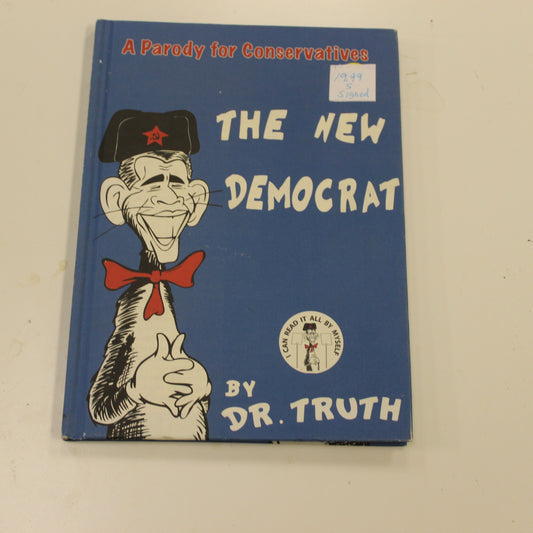 A Parody for Conservatives
19.99
S
Signed
THE NEW
DEMOCRAT
I CAN READ IT ALL BY MYSELF
BY
DR. TRUTH